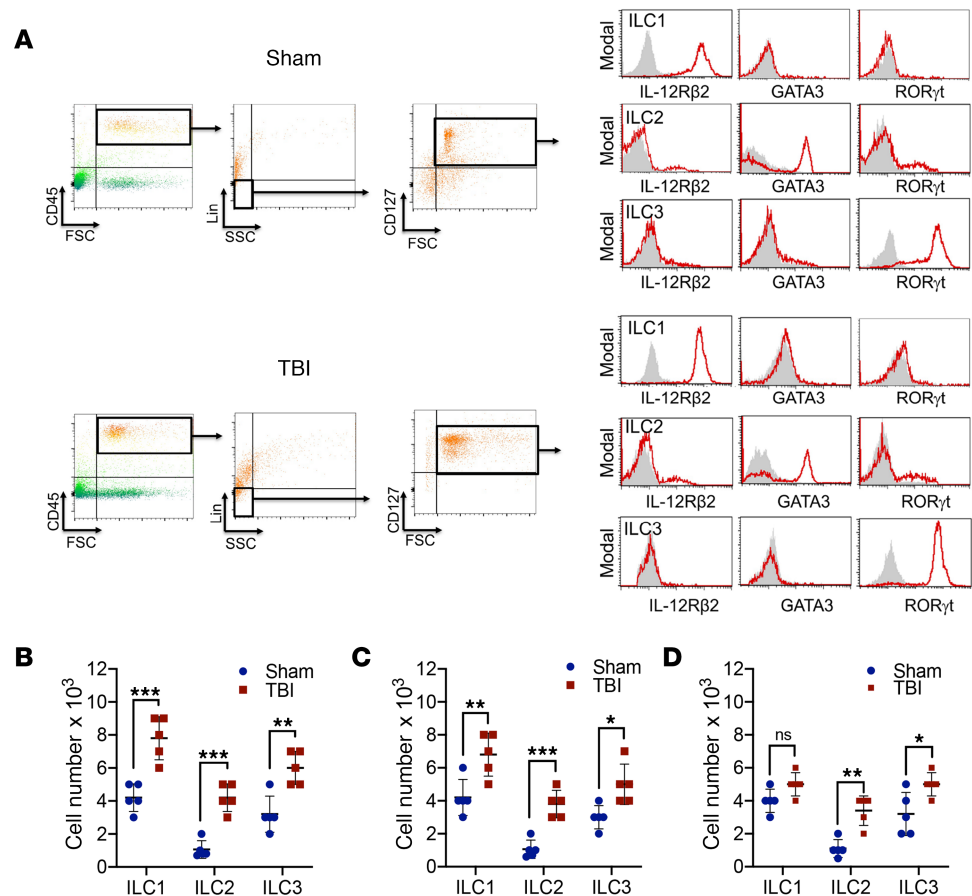 A
Sham
CD45
FSC
Lin
SSC
CD127
FSC
Modal
ILC1
IL-12Rβ2
GATA3
RORγt
Modal
ILC2
IL-12Rβ2
GATA3
RORγt
Modal
ILC3
IL-12Rβ2
GATA3
RORγt
TBI
CD45
FSC
Lin
SSC
CD127
FSC
Modal
ILC1
IL-12Rβ2
GATA3
RORγt
Modal
ILC2
IL-12Rβ2
GATA3
RORγt
Modal
ILC3
IL-12Rβ2
GATA3
RORγt
B
Cell number x 10³
12
10
8
6
4
2
0
Sham
TBI
***
***
**
ILC1 ILC2 ILC3
C
Cell number x 10³
12
10
8
6
4
2
0
Sham
TBI
**
***
*
ILC1 ILC2 ILC3
D
Cell number x 10³
12
10
8
6
4
2
0
Sham
TBI
ns
**
*
ILC1 ILC2 ILC3